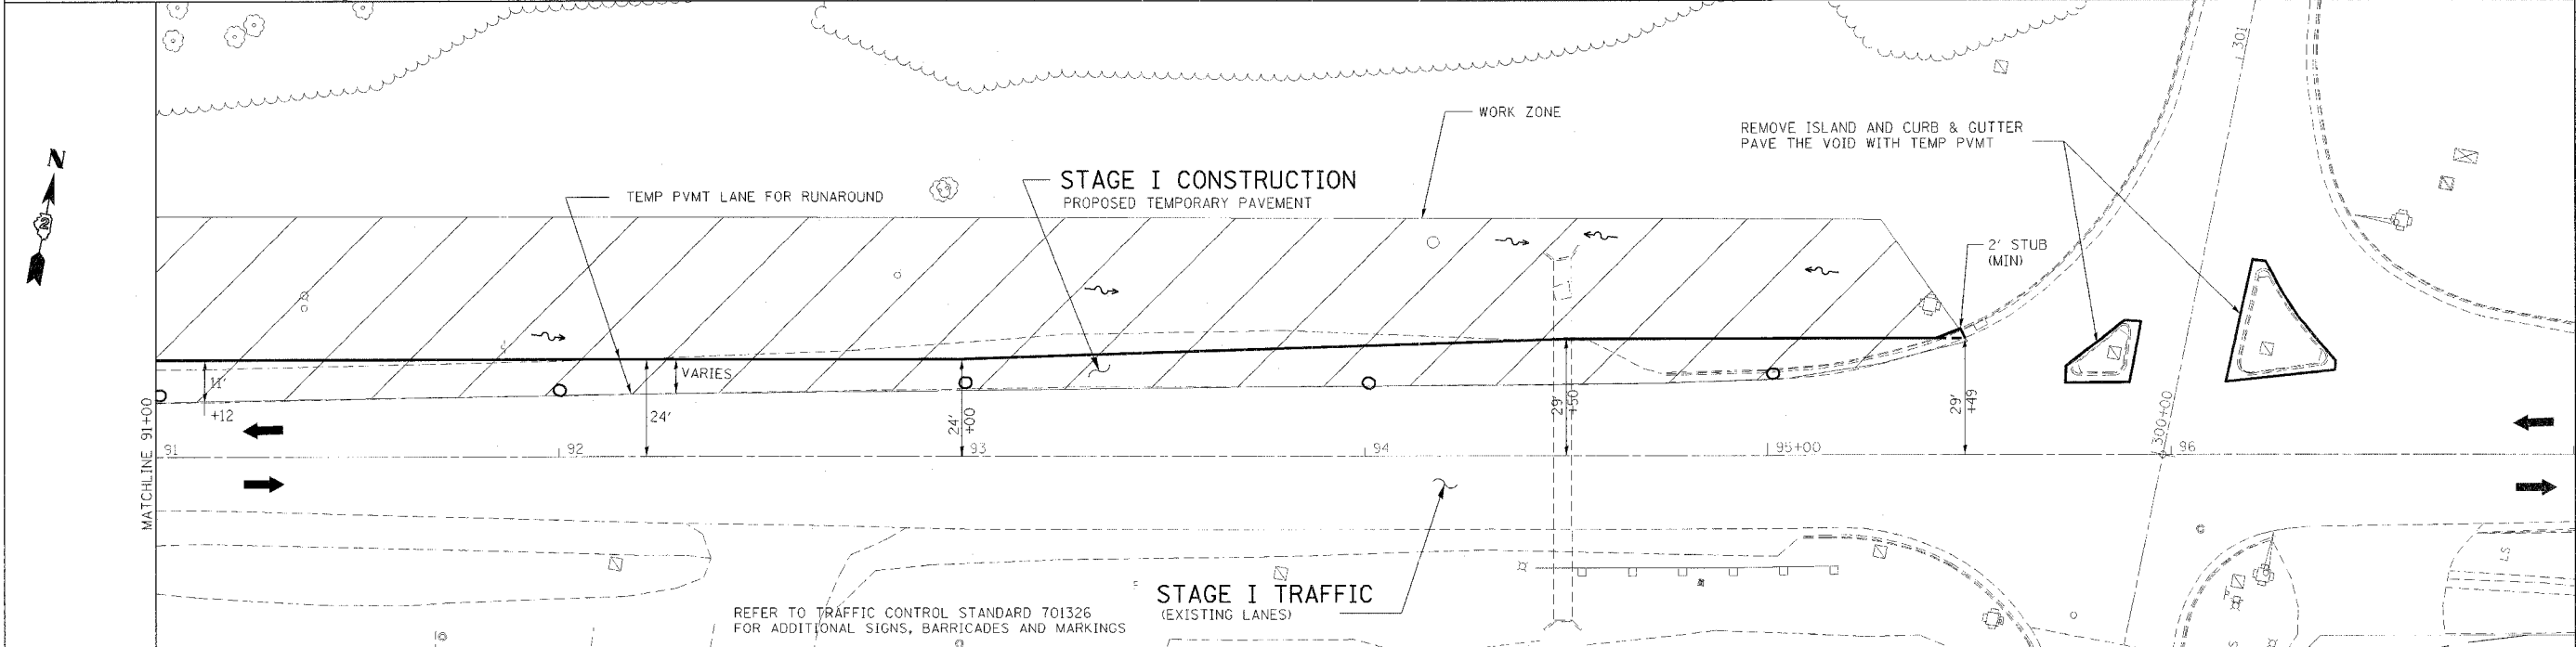 301
WORK ZONE
REMOVE ISLAND AND CURB & GUTTER
PAVE THE VOID WITH TEMP PVMT
N
STAGE I CONSTRUCTION
PROPOSED TEMPORARY PAVEMENT
TEMP PVMT LANE FOR RUNAROUND
2' STUB
(MIN)
VARIES
11'
+12
24'
24'
+00
29'
+50
29'
+49
MATCHLINE 91+00
91
92
93
94
95+00
300+00
96
STAGE I TRAFFIC
(EXISTING LANES)
REFER TO TRAFFIC CONTROL STANDARD 701326
FOR ADDITIONAL SIGNS, BARRICADES AND MARKINGS